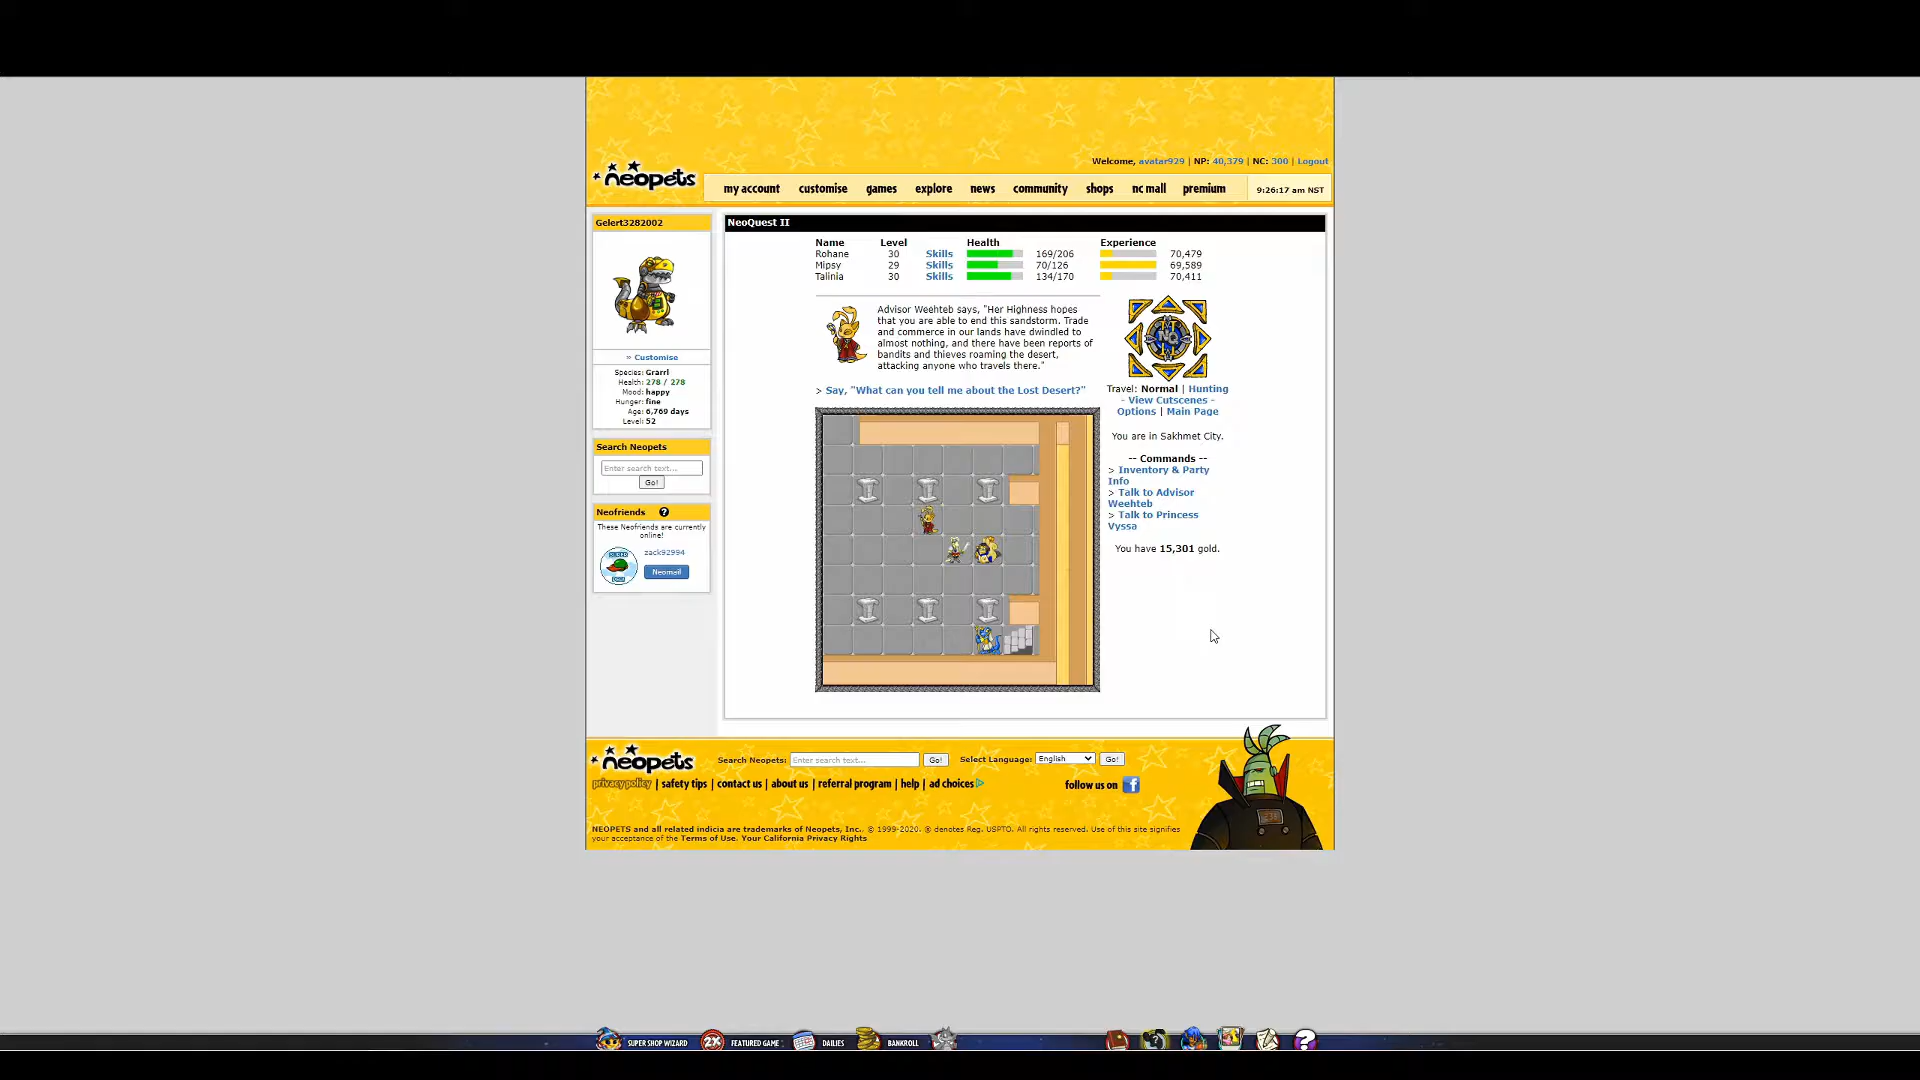 Welcome, avatar929 | NP: 40,379 | NC: 300 | Logout
neopets
my account customise games explore news community shops nc mall premium 9:26:17 am NST
Gelert3282002
» Customise
Species: Grarrl
Health: 278 / 278
Mood: happy
Hunger: fine
Age: 6,769 days
Level: 52
Search Neopets
Enter search text...
Go!
Neofriends ?
These Neofriends are currently
online!
zack92994
Neomail
NeoQuest II
Name Level Health Experience
Rohane 30 Skills 169/206 70,479
Mipsy 29 Skills 70/126 69,589
Talinia 30 Skills 134/170 70,411
Advisor Weehteb says, "Her Highness hopes
that you are able to end this sandstorm. Trade
and commerce in our lands have dwindled to
almost nothing, and there have been reports of
bandits and thieves roaming the desert,
attacking anyone who travels there."
> Say, "What can you tell me about the Lost Desert?"
NQ
Travel: Normal | Hunting
- View Cutscenes -
Options | Main Page
You are in Sakhmet City.
-- Commands --
> Inventory & Party
Info
> Talk to Advisor
Weehteb
> Talk to Princess
Vyssa
You have 15,301 gold.
neopets
Search Neopets: Enter search text... Go! Select Language: English Go!
privacy policy | safety tips | contact us | about us | referral program | help | ad choices
follow us on f
NEOPETS and all related indicia are trademarks of Neopets, Inc., © 1999-2020. ® denotes Reg. USPTO. All rights reserved. Use of this site signifies
your acceptance of the Terms of Use. Your California Privacy Rights
SUPER SHOP WIZARD 2X FEATURED GAME DAILIES BANKROLL ?